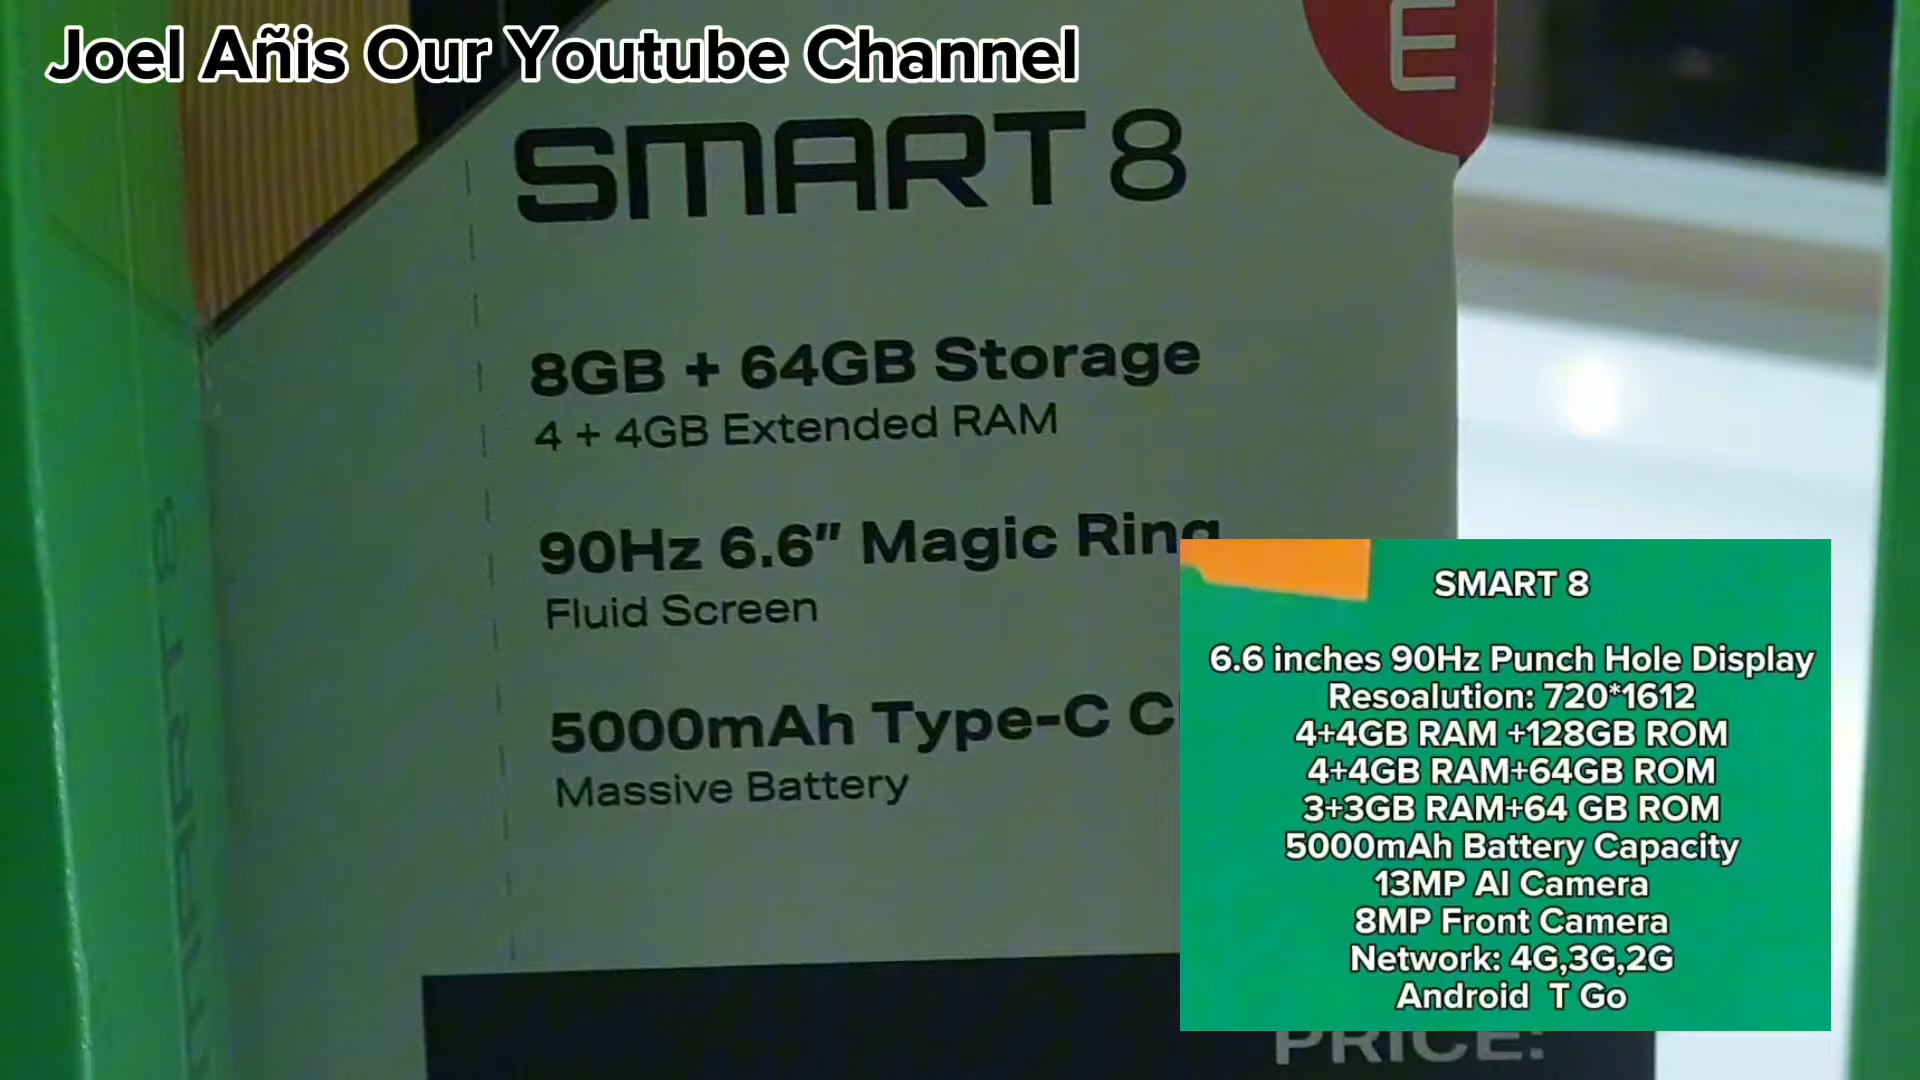 Joel Añis Our Youtube Channel
E
SMART 8
8GB + 64GB Storage
4 + 4GB Extended RAM
90Hz 6.6" Magic Ring
Fluid Screen
5000mAh Type-C
Massive Battery
SMART 8
SMART 8
6.6 inches 90Hz Punch Hole Display
Resoalution: 720*1612
4+4GB RAM +128GB ROM
4+4GB RAM+64GB ROM
3+3GB RAM+64 GB ROM
5000mAh Battery Capacity
13MP AI Camera
8MP Front Camera
Network: 4G,3G,2G
Android T Go
PRICE: